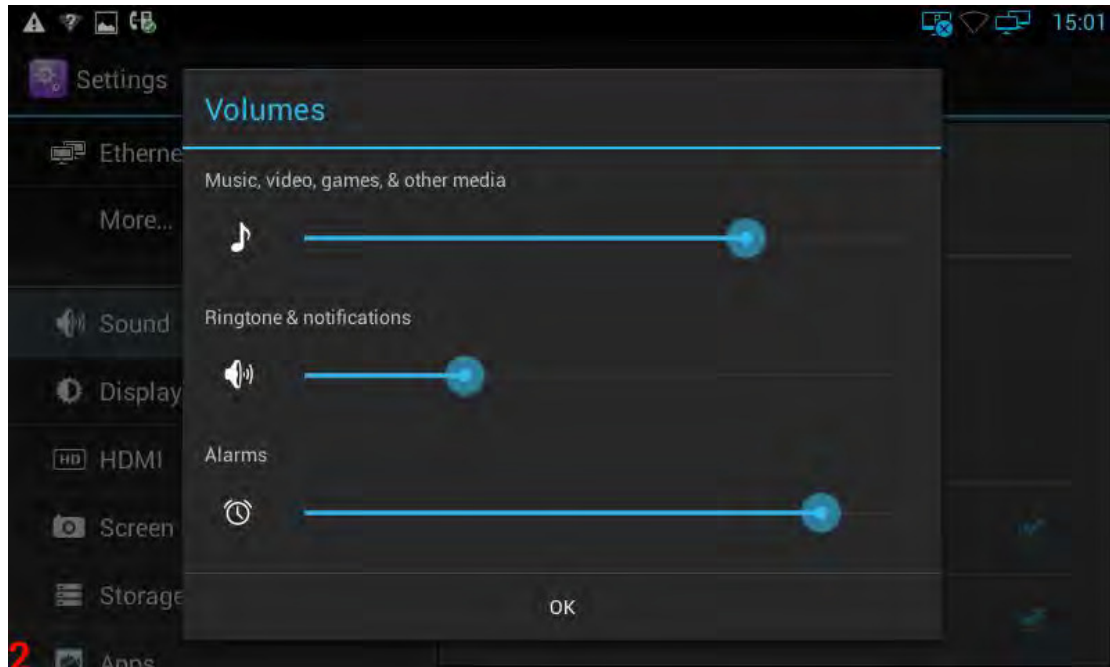 15:01
Settings
Volumes
Etherne
Music, video, games, & other media
More...
Sound
Ringtone & notifications
Display
HD HDMI
Alarms
Screen
Storage
OK
2
Apps